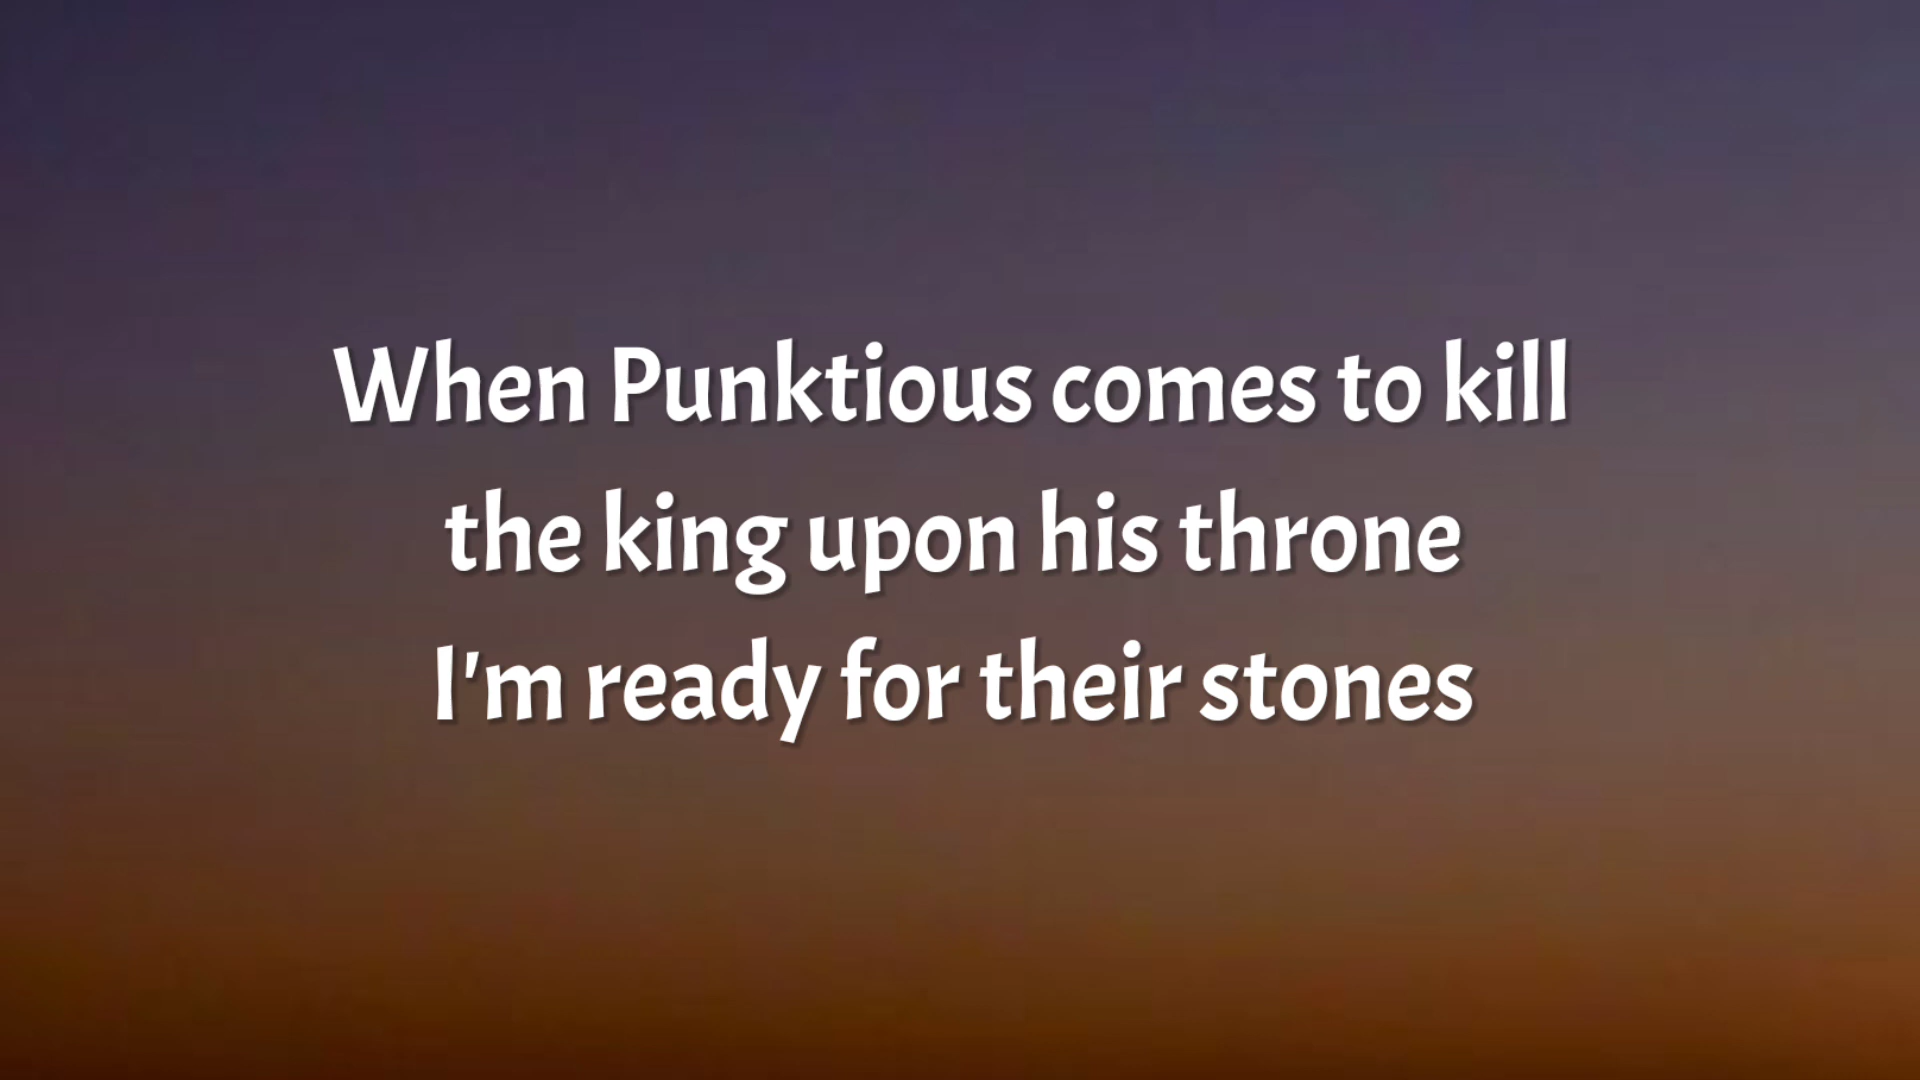 When Punktious comes to kill
the king upon his throne
I'm ready for their stones